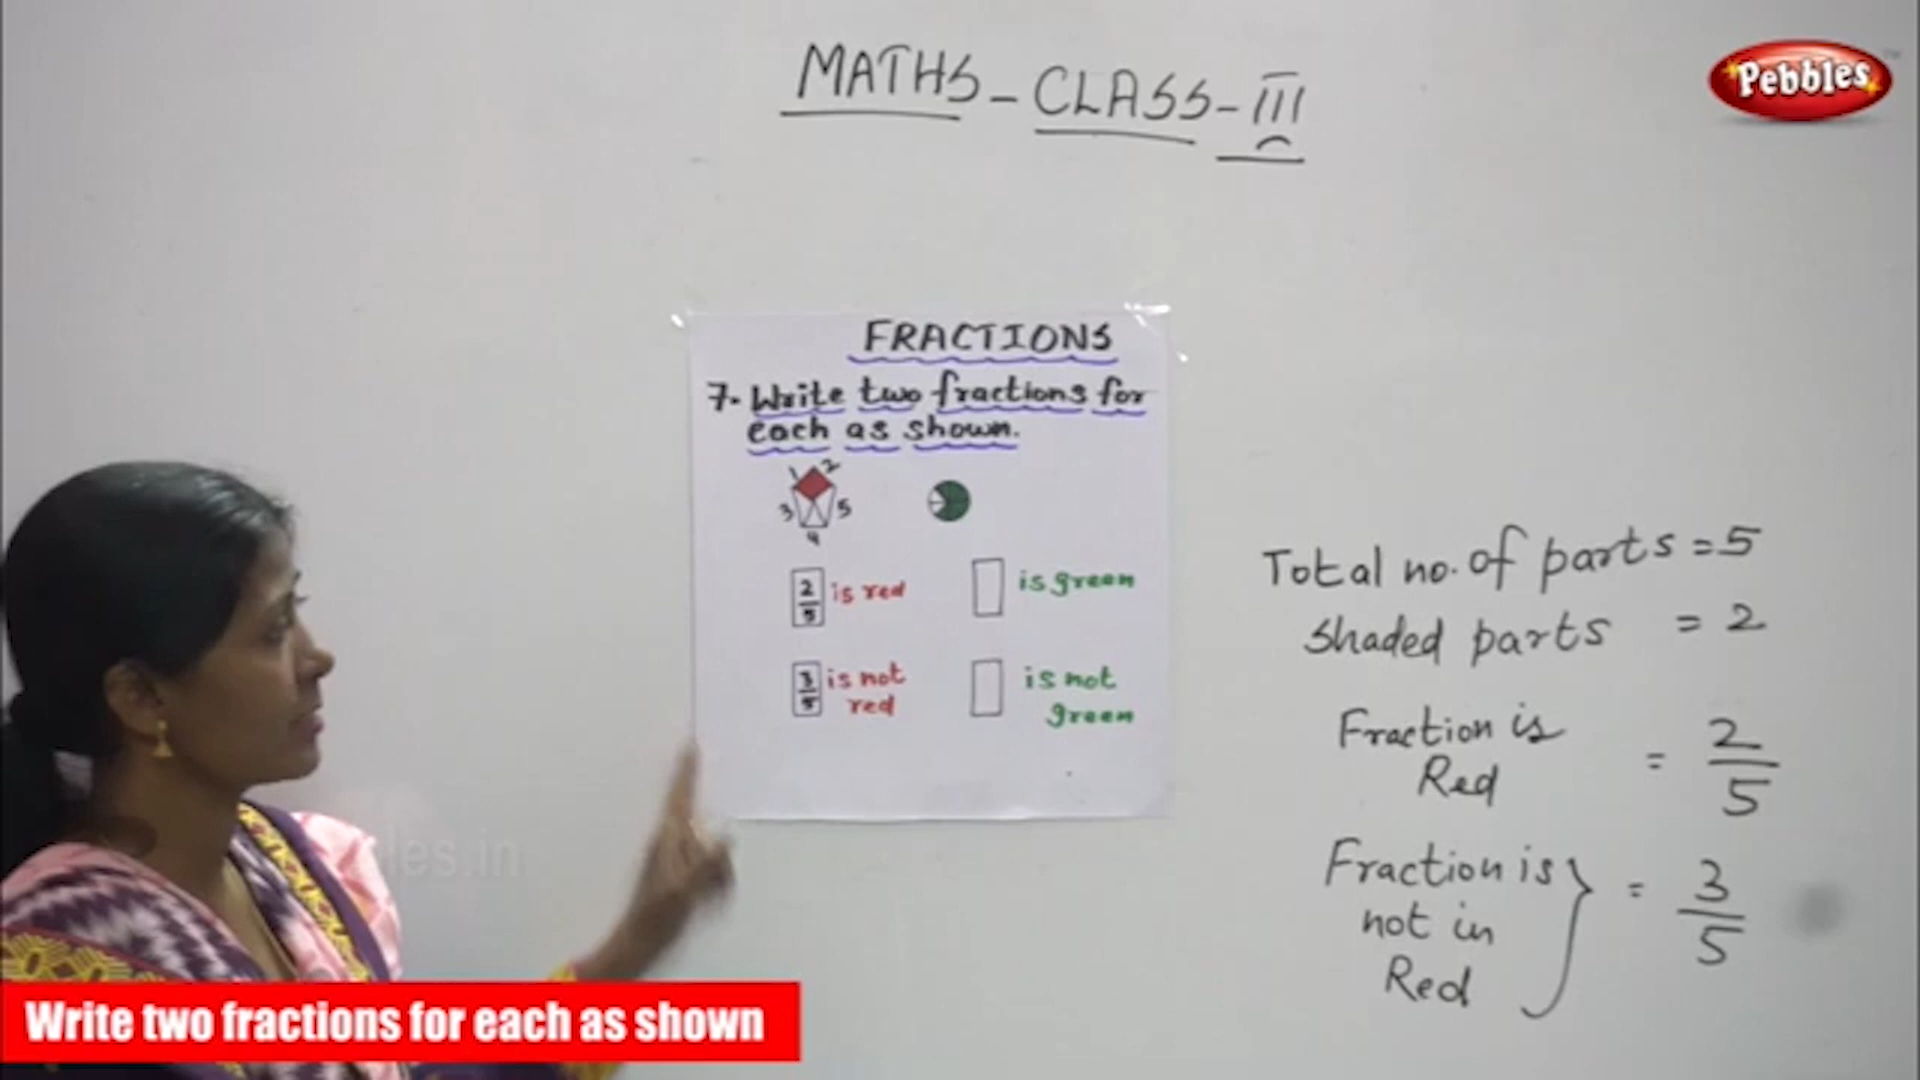 MATHS - CLASS - III
Pebbles
FRACTIONS
7. Write two fractions for
each as shown.
1 2
3 5
4
2/5 is red
is green
3/5 is not
red
is not
green
Total no. of parts = 5
Shaded parts = 2
Fraction is
Red = 2/5
Fraction is
not in
Red = 3/5
les.in
Write two fractions for each as shown